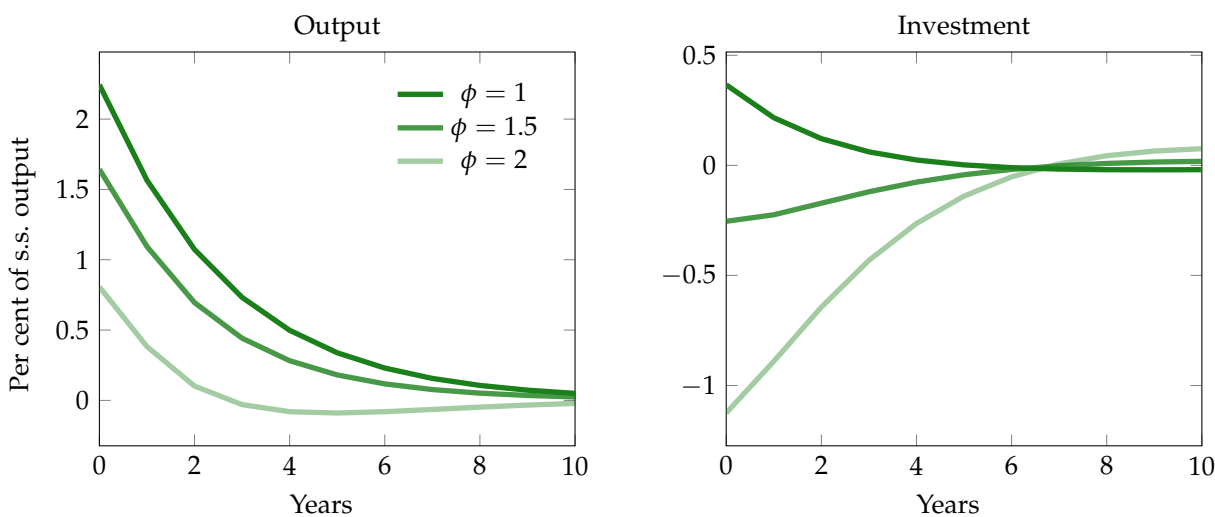 Output
Per cent of s.s. output
2
1.5
1
0.5
0
0 2 4 6 8 10
Years
ϕ = 1
ϕ = 1.5
ϕ = 2
Investment
0.5
0
−0.5
−1
0 2 4 6 8 10
Years